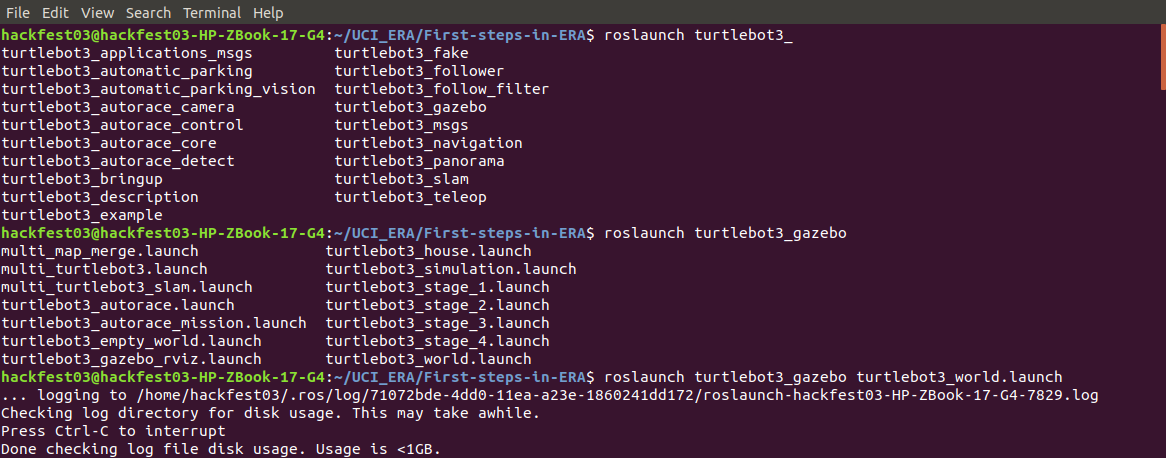 File Edit View Search Terminal Help
hackfest03@hackfest03-HP-ZBook-17-G4:~/UCI_ERA/First-steps-in-ERA$ roslaunch turtlebot3_
turtlebot3_applications_msgs turtlebot3_fake
turtlebot3_automatic_parking turtlebot3_follower
turtlebot3_automatic_parking_vision turtlebot3_follow_filter
turtlebot3_autorace_camera turtlebot3_gazebo
turtlebot3_autorace_control turtlebot3_msgs
turtlebot3_autorace_core turtlebot3_navigation
turtlebot3_autorace_detect turtlebot3_panorama
turtlebot3_bringup turtlebot3_slam
turtlebot3_description turtlebot3_teleop
turtlebot3_example
hackfest03@hackfest03-HP-ZBook-17-G4:~/UCI_ERA/First-steps-in-ERA$ roslaunch turtlebot3_gazebo
multi_map_merge.launch turtlebot3_house.launch
multi_turtlebot3.launch turtlebot3_simulation.launch
multi_turtlebot3_slam.launch turtlebot3_stage_1.launch
turtlebot3_autorace.launch turtlebot3_stage_2.launch
turtlebot3_autorace_mission.launch turtlebot3_stage_3.launch
turtlebot3_empty_world.launch turtlebot3_stage_4.launch
turtlebot3_gazebo_rviz.launch turtlebot3_world.launch
hackfest03@hackfest03-HP-ZBook-17-G4:~/UCI_ERA/First-steps-in-ERA$ roslaunch turtlebot3_gazebo turtlebot3_world.launch
... logging to /home/hackfest03/.ros/log/71072bde-4dd0-11ea-a23e-1860241dd172/roslaunch-hackfest03-HP-ZBook-17-G4-7829.log
Checking log directory for disk usage. This may take awhile.
Press Ctrl-C to interrupt
Done checking log file disk usage. Usage is <1GB.